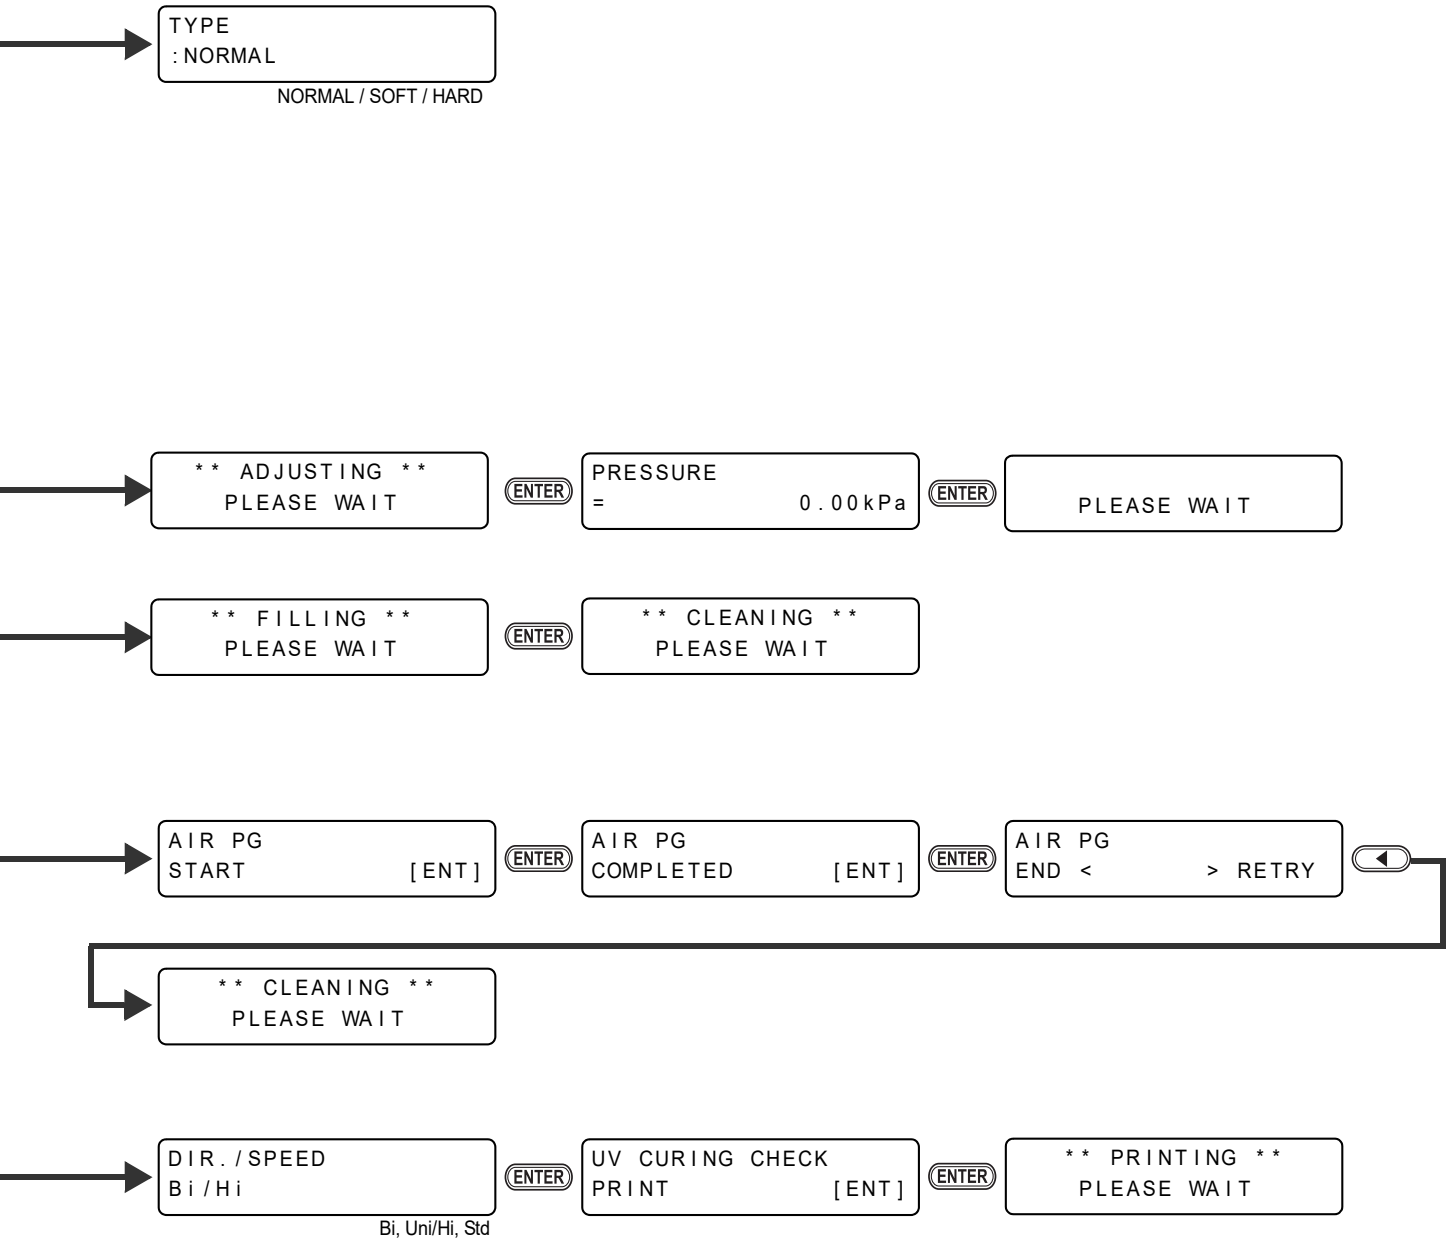 TYPE
:NORMAL
NORMAL / SOFT / HARD
** ADJUSTING **
PLEASE WAIT
ENTER
PRESSURE
= 0.00kPa
ENTER
PLEASE WAIT
** FILLING **
PLEASE WAIT
ENTER
** CLEANING **
PLEASE WAIT
AIR PG
START [ENT]
ENTER
AIR PG
COMPLETED [ENT]
ENTER
AIR PG
END < > RETRY
** CLEANING **
PLEASE WAIT
DIR./SPEED
Bi/Hi
Bi, Uni/Hi, Std
ENTER
UV CURING CHECK
PRINT [ENT]
ENTER
** PRINTING **
PLEASE WAIT